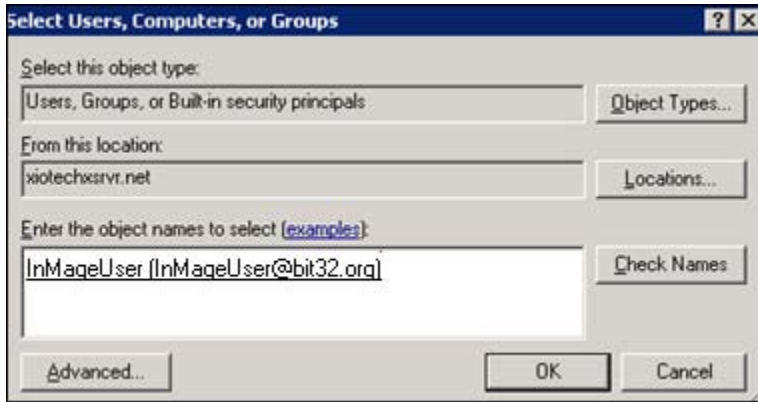 Select Users, Computers, or Groups
Select this object type:
Users, Groups, or Built-in security principals
Object Types...
From this location:
xiotechxsrvr.net
Locations...
Enter the object names to select (examples):
InMageUser (InMageUser@bit32.org)
Check Names
Advanced...
OK
Cancel